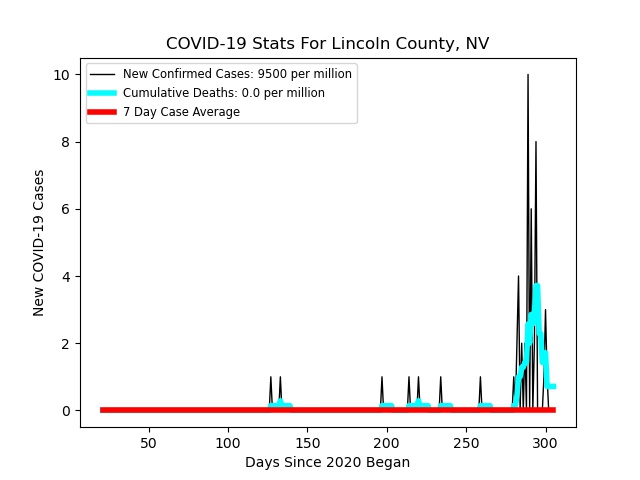 COVID-19 Stats For Lincoln County, NV
New Confirmed Cases: 9500 per million
Cumulative Deaths: 0.0 per million
7 Day Case Average
New COVID-19 Cases
10
8
6
4
2
0
50 100 150 200 250 300
Days Since 2020 Began